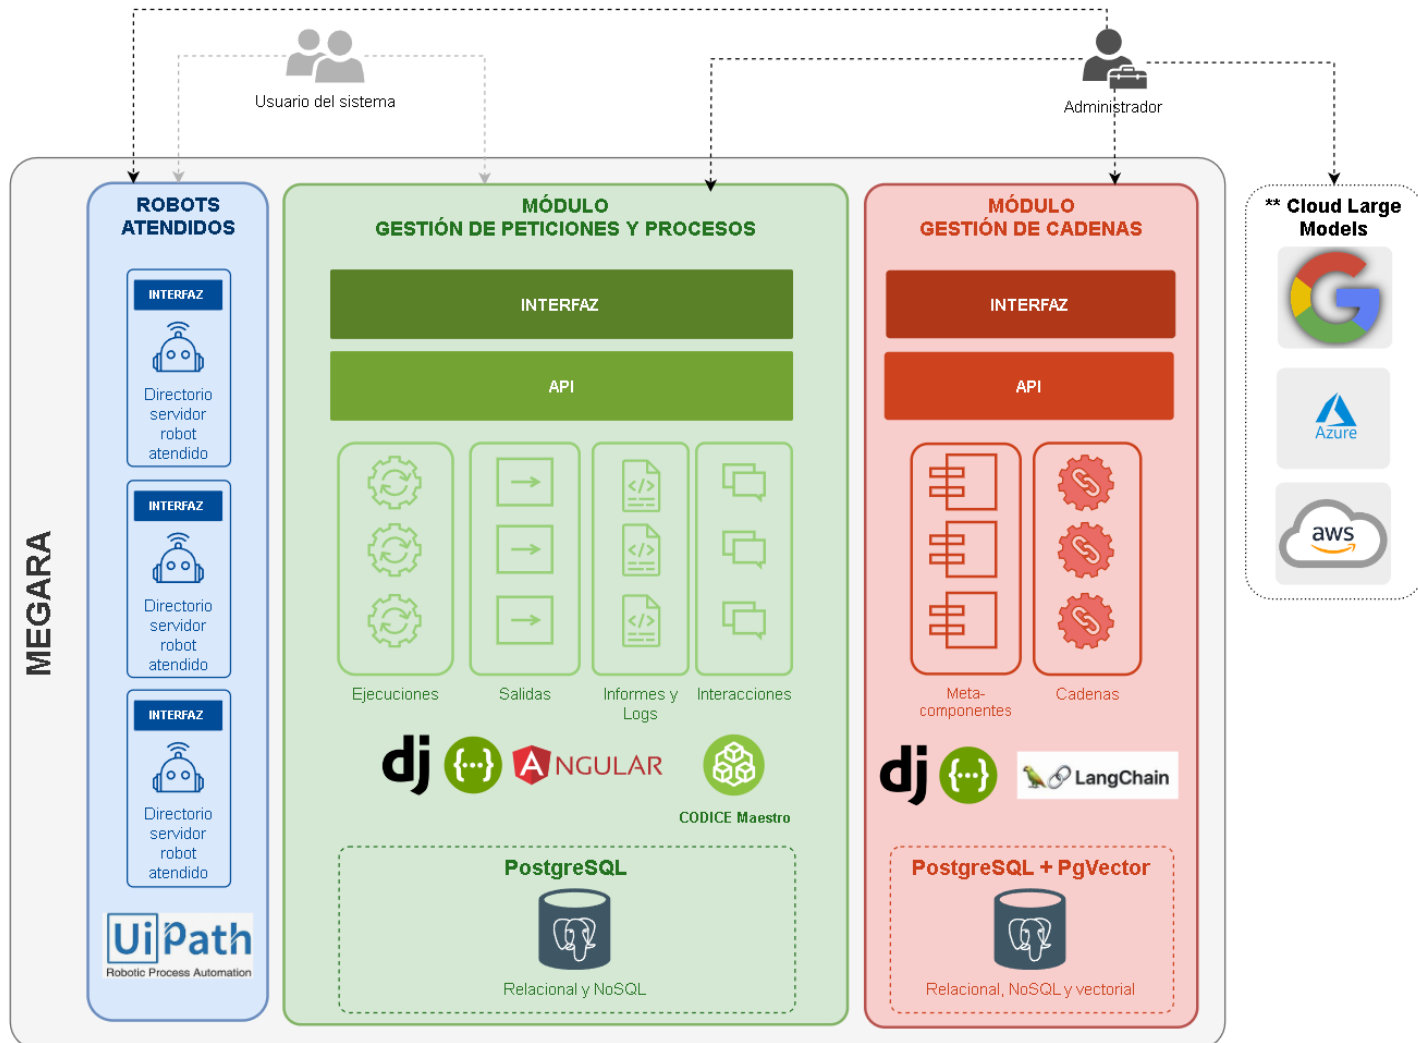 Usuario del sistema
Administrador
MEGARA
ROBOTS
ATENDIDOS
INTERFAZ
Directorio
servidor
robot
atendido
INTERFAZ
Directorio
servidor
robot
atendido
INTERFAZ
Directorio
servidor
robot
atendido
UiPath
Robotic Process Automation
MÓDULO
GESTIÓN DE PETICIONES Y PROCESOS
INTERFAZ
API
Ejecuciones
Salidas
Informes y
Logs
Interacciones
dj
{···}
ANGULAR
CODICE Maestro
PostgreSQL
Relacional y NoSQL
MÓDULO
GESTIÓN DE CADENAS
INTERFAZ
API
Meta-
componentes
Cadenas
dj
{···}
LangChain
PostgreSQL + PgVector
Relacional, NoSQL y vectorial
** Cloud Large
Models
G
Azure
aws